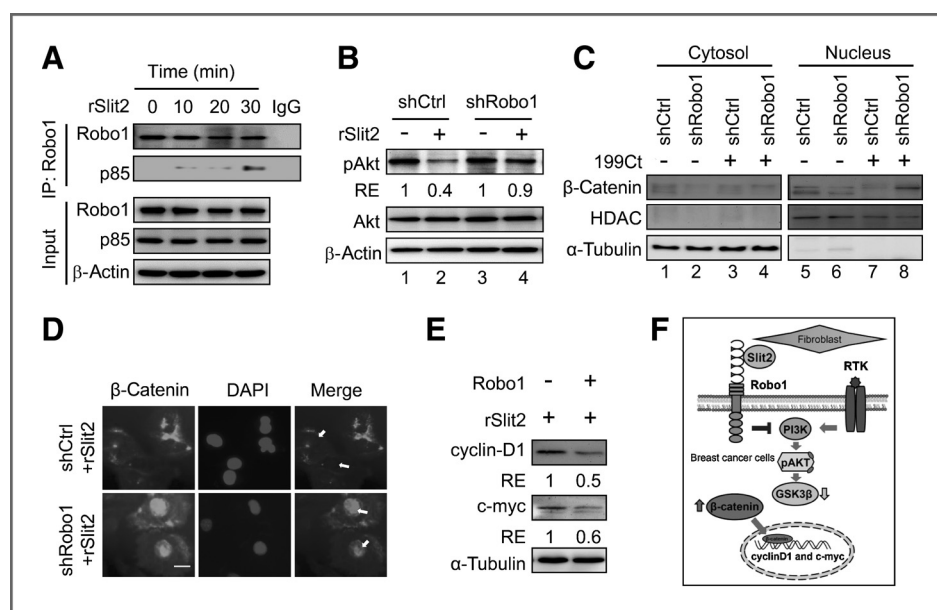 A
Time (min)
rSlit2 0 10 20 30 IgG
IP: Robo1
Robo1
p85
Input
Robo1
p85
β-Actin
B
shCtrl shRobo1
rSlit2 - + - +
pAkt
RE 1 0.4 1 0.9
Akt
β-Actin
1 2 3 4
C
Cytosol Nucleus
shCtrl shRobo1 shCtrl shRobo1 shCtrl shRobo1 shCtrl shRobo1
199Ct - - + + - - + +
β-Catenin
HDAC
α-Tubulin
1 2 3 4 5 6 7 8
D
β-Catenin DAPI Merge
shCtrl
+rSlit2
shRobo1
+rSlit2
E
Robo1 - +
rSlit2 + +
cyclin-D1
RE 1 0.5
c-myc
RE 1 0.6
α-Tubulin
F
Fibroblast
Slit2
RTK
Robo1
PI3K
Breast cancer cells
pAKT
GSK3β
β-catenin
β-catenin
cyclinD1 and c-myc